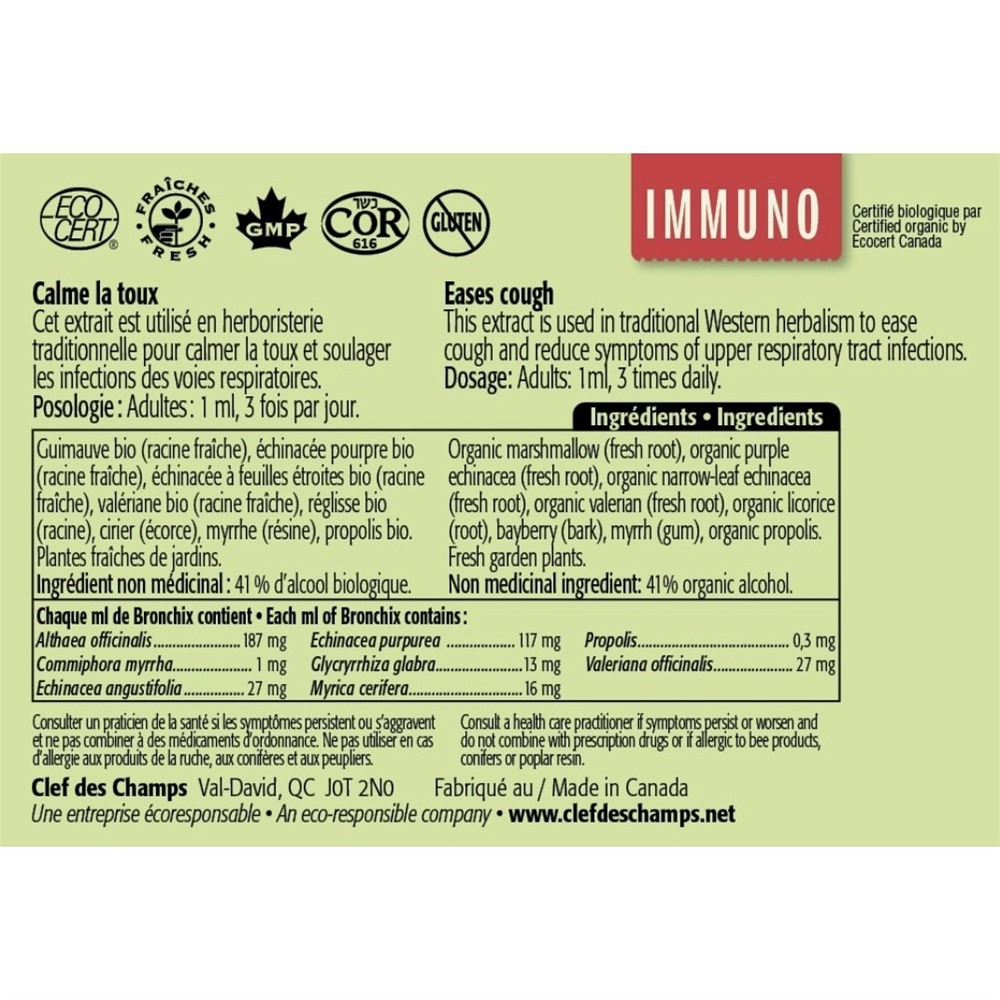 ECO
CERT
®
FRAÎCHES
FRESH
GMP
כשר
COR
616
GLUTEN
IMMUNO
Certifié biologique par
Certified organic by
Ecocert Canada
Calme la toux
Cet extrait est utilisé en herboristerie
traditionnelle pour calmer la toux et soulager
les infections des voies respiratoires.
Posologie : Adultes : 1 ml, 3 fois par jour.
Eases cough
This extract is used in traditional Western herbalism to ease
cough and reduce symptoms of upper respiratory tract infections.
Dosage: Adults: 1ml, 3 times daily.
Ingrédients • Ingredients
Guimauve bio (racine fraîche), échinacée pourpre bio
(racine fraîche), échinacée à feuilles étroites bio (racine
fraîche), valériane bio (racine fraîche), réglisse bio
(racine), cirier (écorce), myrrhe (résine), propolis bio.
Plantes fraîches de jardins.
Ingrédient non médicinal : 41 % d'alcool biologique.
Organic marshmallow (fresh root), organic purple
echinacea (fresh root), organic narrow-leaf echinacea
(fresh root), organic valerian (fresh root), organic licorice
(root), bayberry (bark), myrrh (gum), organic propolis.
Fresh garden plants.
Non medicinal ingredient: 41% organic alcohol.
Chaque ml de Bronchix contient • Each ml of Bronchix contains :
Althaea officinalis....................... 187 mg
Commiphora myrrha..................... 1 mg
Echinacea angustifolia ................ 27 mg
Echinacea purpurea .................. 117 mg
Glycyrrhiza glabra.......................13 mg
Myrica cerifera..............................16 mg
Propolis........................................ 0,3 mg
Valeriana officinalis..................... 27 mg
Consulter un praticien de la santé si les symptômes persistent ou s'aggravent
et ne pas combiner à des médicaments d'ordonnance. Ne pas utiliser en cas
d'allergie aux produits de la ruche, aux conifères et aux peupliers.
Consult a health care practitioner if symptoms persist or worsen and
do not combine with prescription drugs or if allergic to bee products,
conifers or poplar resin.
Clef des Champs Val-David, QC J0T 2N0 Fabriqué au / Made in Canada
Une entreprise écoresponsable • An eco-responsible company • www.clefdeschamps.net